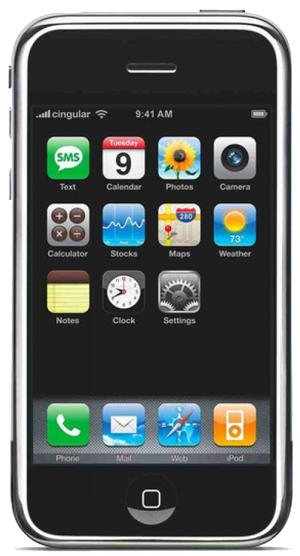 cingular 9:41 AM
SMS Tuesday 9 280 73°
Text Calendar Photos Camera
Calculator Stocks Maps Weather
Notes Clock Settings
Phone Mail Web iPod